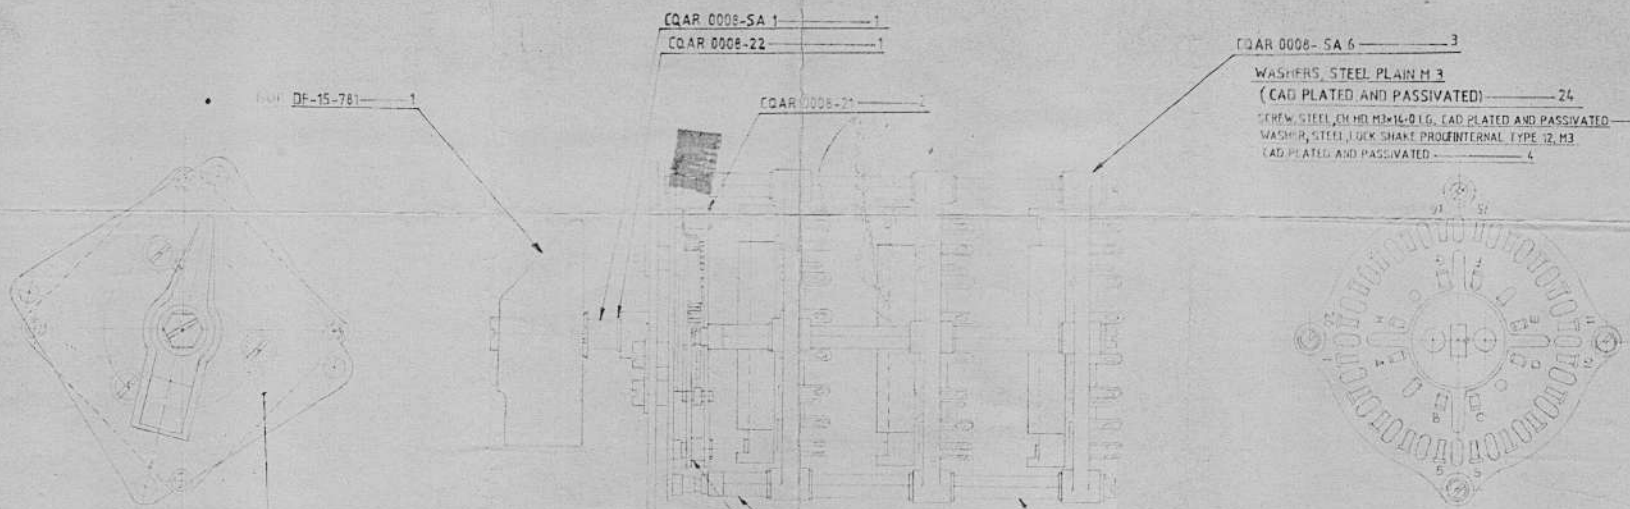 CQAR 0008-SA 1 1
CQAR 0008-22 1
DF-15-781 1
CQAR 0008-21 2
CQAR 0008-SA 6 3
WASHERS, STEEL PLAIN M 3
(CAD PLATED AND PASSIVATED) 24
SCREW, STEEL, CH HD, M3×14-0 LG, CAD PLATED AND PASSIVATED
WASHER, STEEL, LOCK SHAKE PROOF INTERNAL TYPE 12, M3
CAD PLATED AND PASSIVATED 4